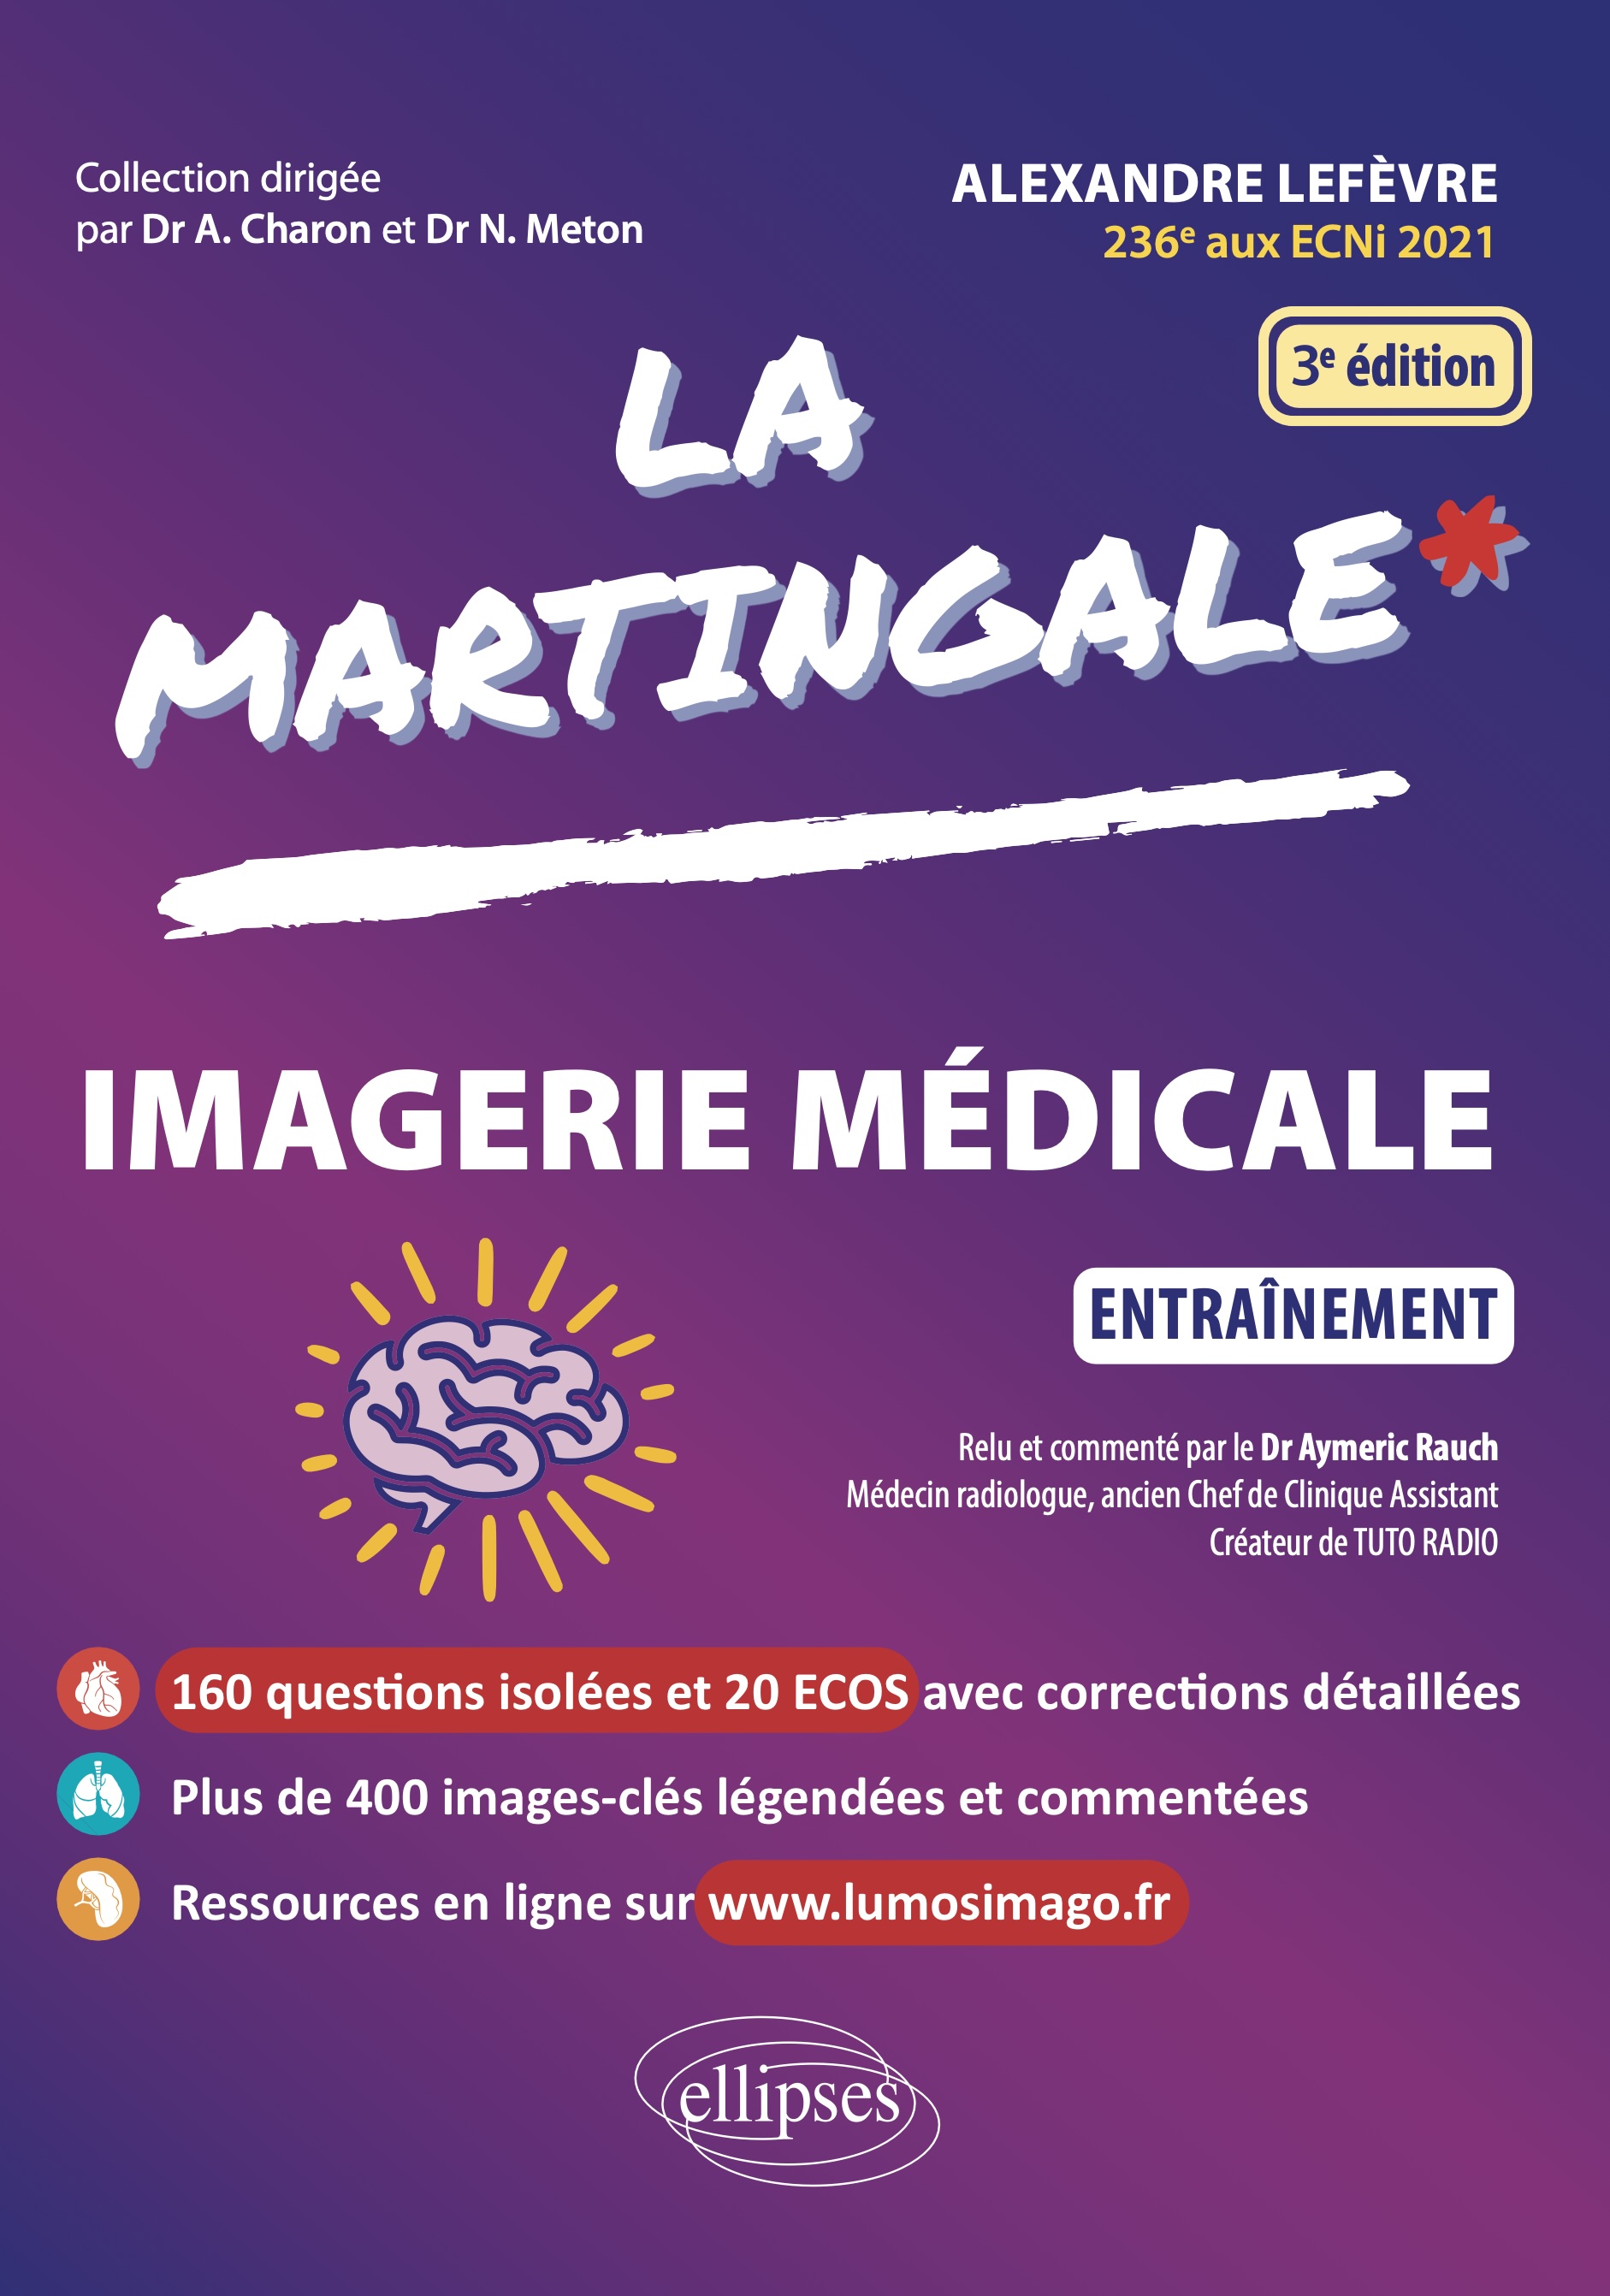 Collection dirigée
par Dr A. Charon et Dr N. Meton
ALEXANDRE LEFÈVRE
236e aux ECNi 2021
3e édition
LA
MARTINGALE*
IMAGERIE MÉDICALE
ENTRAÎNEMENT
Relu et commenté par le Dr Aymeric Rauch
Médecin radiologue, ancien Chef de Clinique Assistant
Créateur de TUTO RADIO
160 questions isolées et 20 ECOS avec corrections détaillées
Plus de 400 images-clés légendées et commentées
Ressources en ligne sur www.lumosimago.fr
ellipses